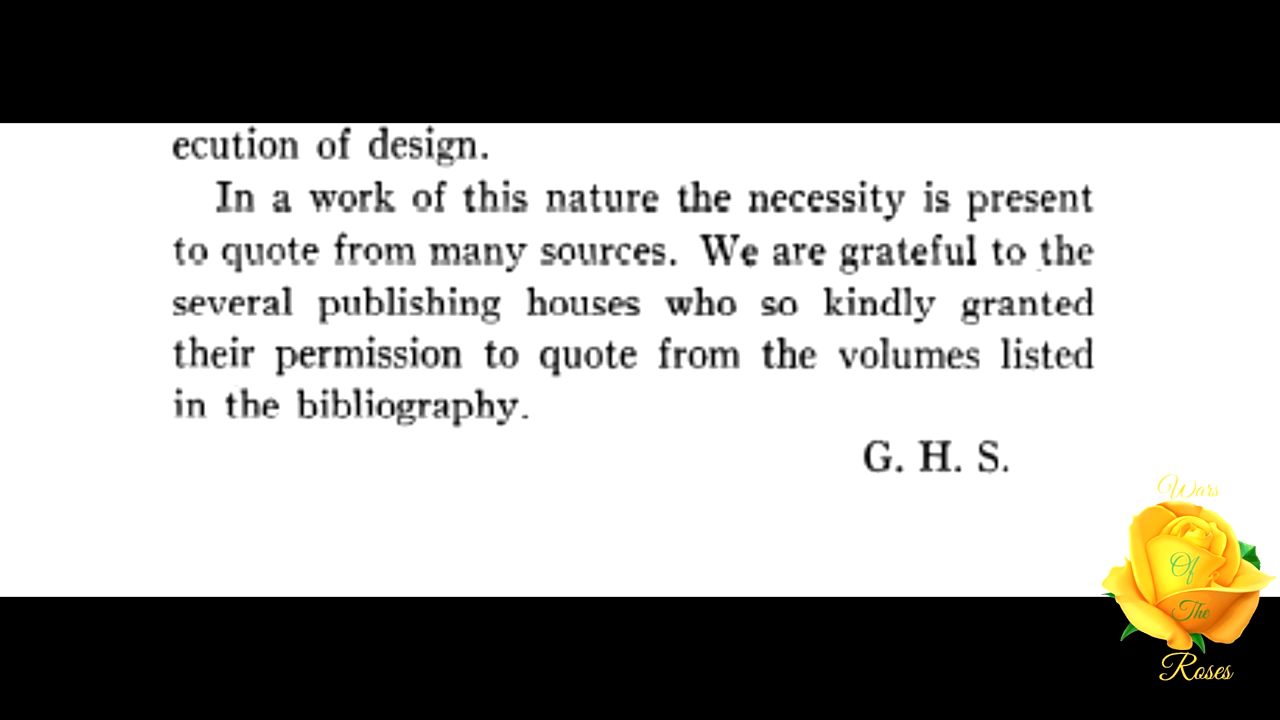 ecution of design.
In a work of this nature the necessity is present
to quote from many sources. We are grateful to the
several publishing houses who so kindly granted
their permission to quote from the volumes listed
in the bibliography.
G. H. S.
Wars
Of
The
Roses